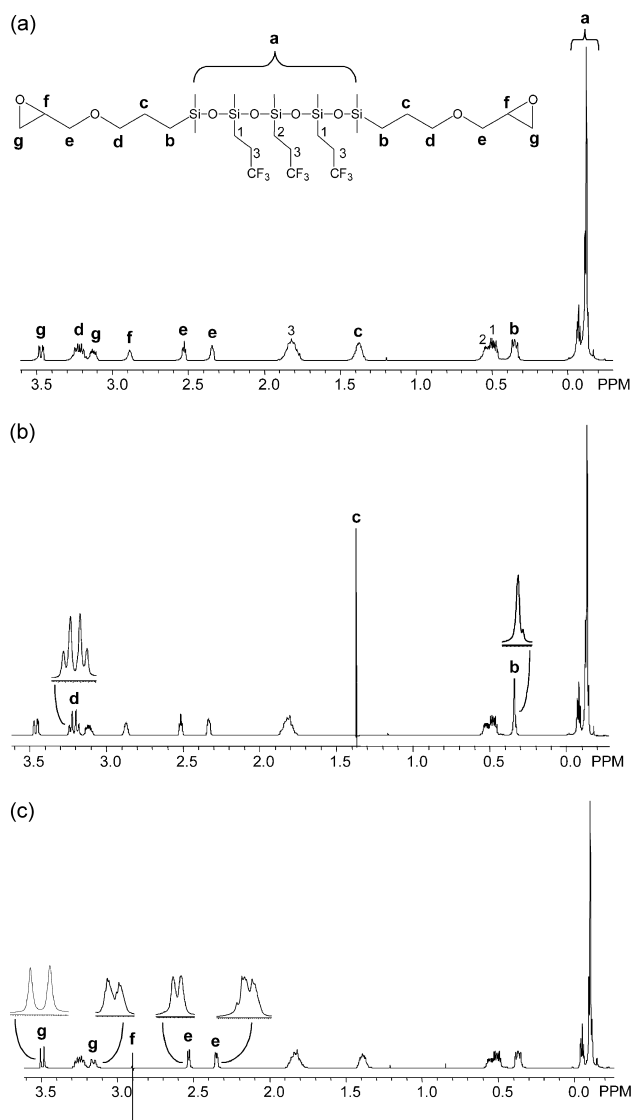 (a)
a
a
O f c Si O Si O Si O Si O Si c f O
g e O d b 1 2 1 b d O e g
3 3 3
CF3 CF3 CF3
g d g f e e 3 c 2 1 b
3.5 3.0 2.5 2.0 1.5 1.0 0.5 0.0 PPM
(b)
c
d b
3.5 3.0 2.5 2.0 1.5 1.0 0.5 0.0 PPM
(c)
g g f e e
3.5 3.0 2.5 2.0 1.5 1.0 0.5 0.0 PPM